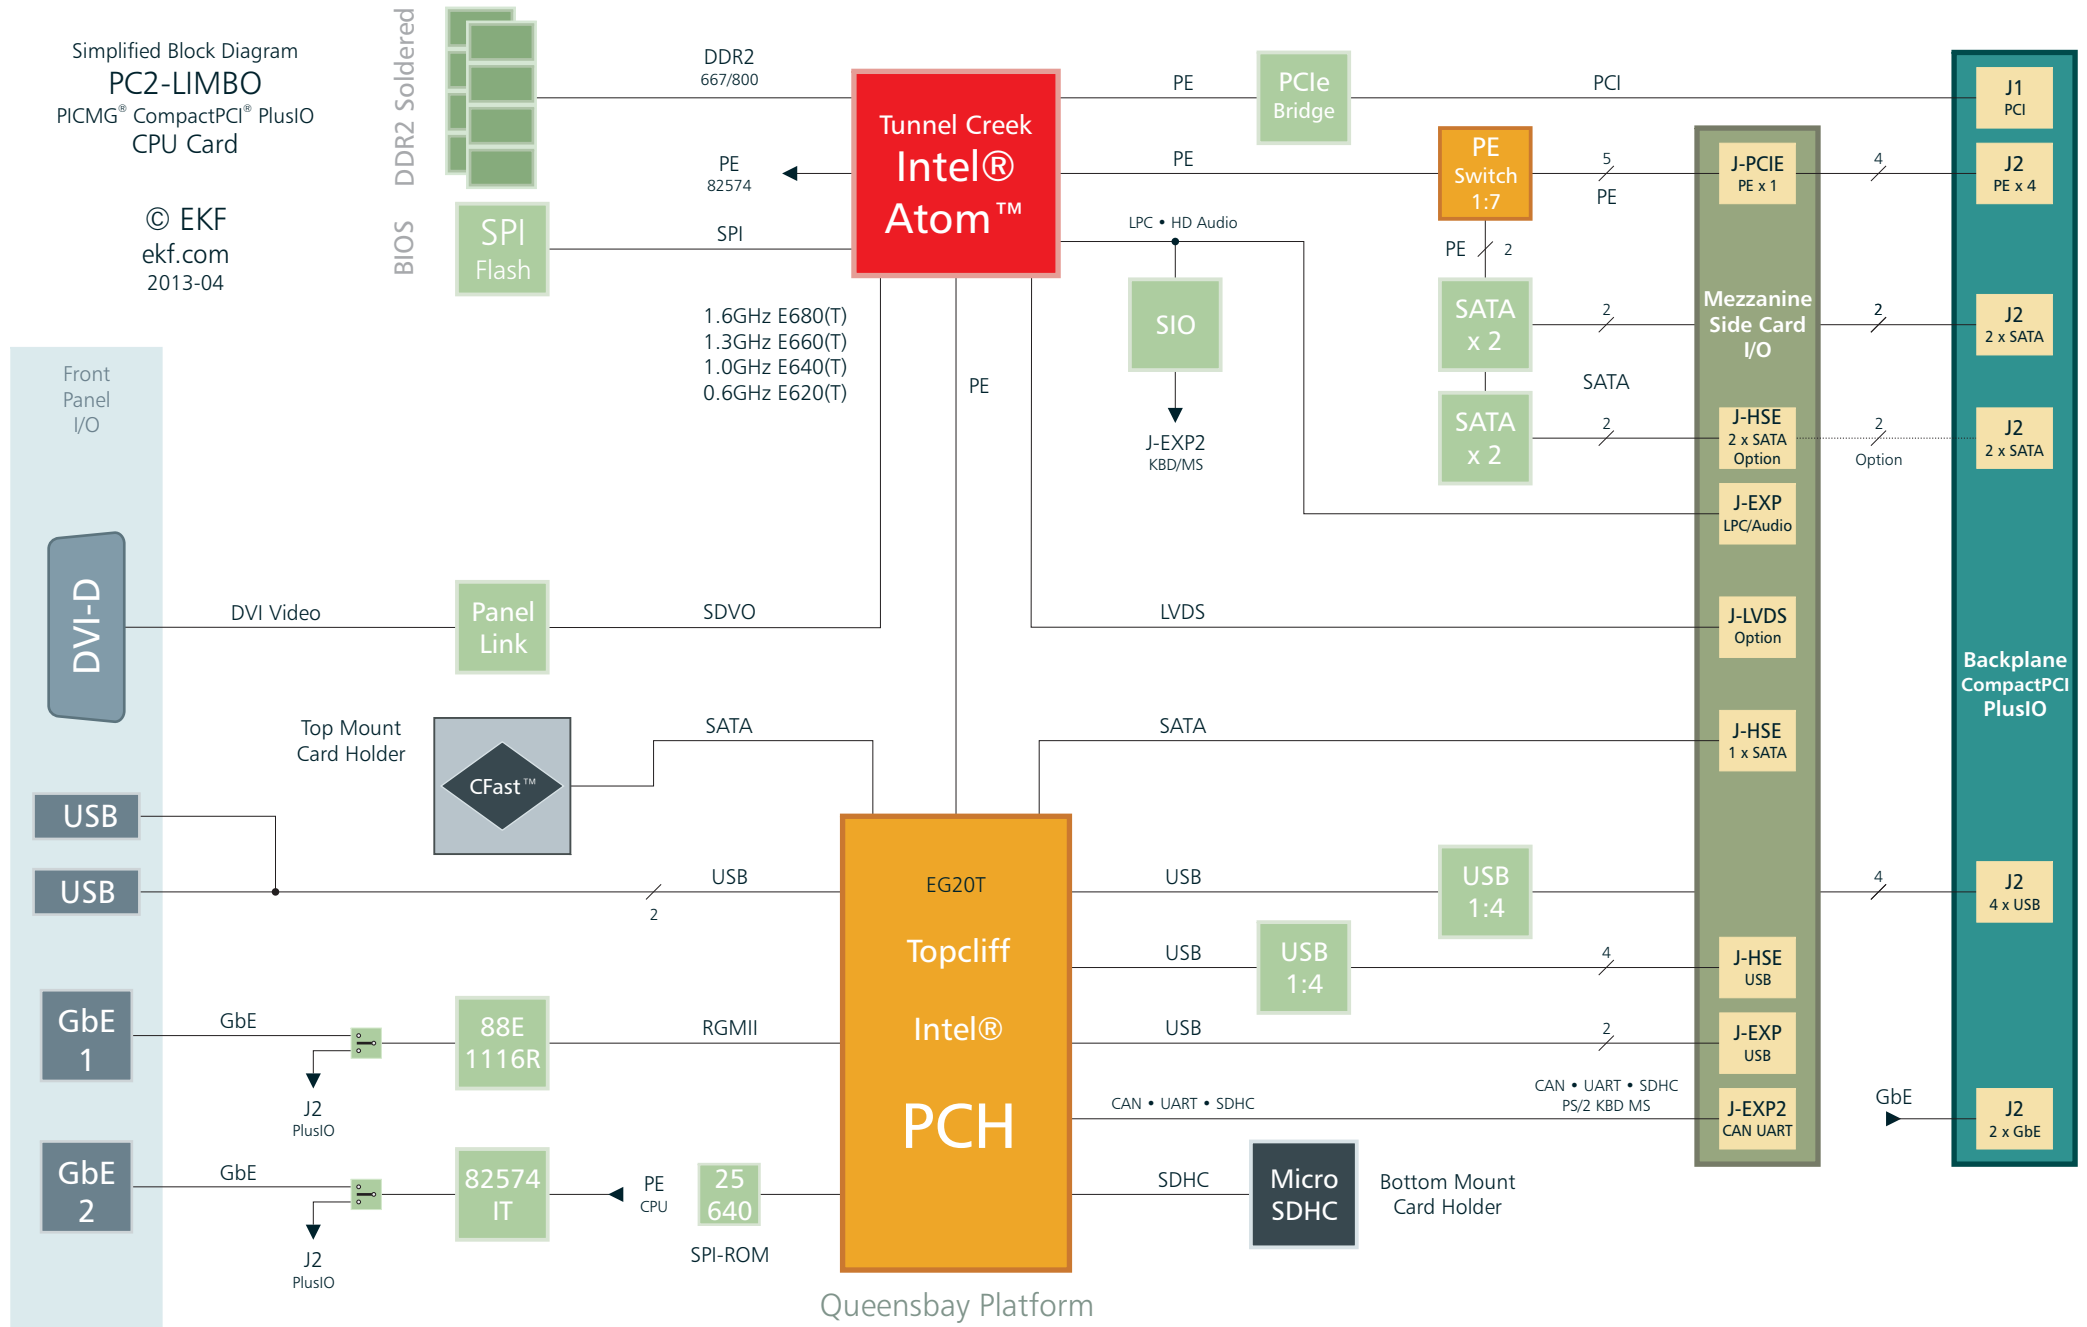 Simplified Block Diagram
PC2-LIMBO
PICMG® CompactPCI® PlusIO
CPU Card
© EKF
ekf.com
2013-04
DDR2 Soldered
BIOS
SPI
Flash
DDR2
667/800
PE
82574
SPI
Tunnel Creek
Intel®
Atom™
1.6GHz E680(T)
1.3GHz E660(T)
1.0GHz E640(T)
0.6GHz E620(T)
PE
PE
PCIe
Bridge
PCI
PE
PE
Switch
1:7
5
PE
LPC • HD Audio
PE
2
SIO
J-EXP2
KBD/MS
SATA
x 2
2
SATA
SATA
x 2
2
Mezzanine
Side Card
I/O
J-PCIE
PE x 1
4
2
J-HSE
2 x SATA
Option
2
Option
J-EXP
LPC/Audio
J-LVDS
Option
J-HSE
1 x SATA
J-HSE
USB
J-EXP
USB
J-EXP2
CAN UART
J1
PCI
J2
PE x 4
J2
2 x SATA
J2
2 x SATA
Backplane
CompactPCI
PlusIO
4
J2
4 x USB
GbE
J2
2 x GbE
Front
Panel
I/O
DVI-D
DVI Video
Panel
Link
SDVO
LVDS
Top Mount
Card Holder
CFast™
SATA
SATA
USB
USB
USB
2
GbE
1
GbE
J2
PlusIO
88E
1116R
RGMII
GbE
2
GbE
J2
PlusIO
82574
IT
PE
CPU
25
640
SPI-ROM
EG20T
Topcliff
Intel®
PCH
USB
USB
1:4
USB
USB
1:4
4
USB
2
CAN • UART • SDHC
CAN • UART • SDHC
PS/2 KBD MS
SDHC
Micro
SDHC
Bottom Mount
Card Holder
Queensbay Platform